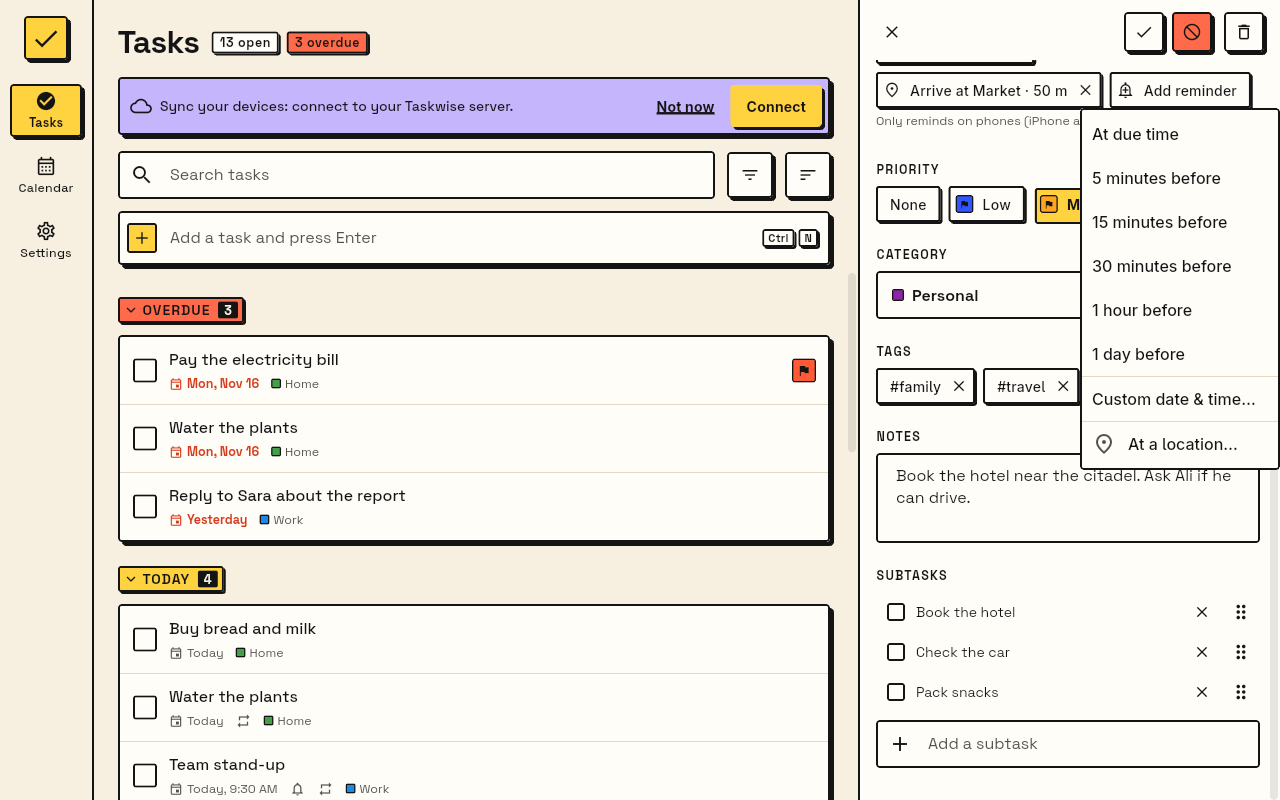 Tasks
Calendar
Settings
Tasks
13 open
3 overdue
Sync your devices: connect to your Taskwise server.
Not now
Connect
Search tasks
Add a task and press Enter
Ctrl N
OVERDUE 3
Pay the electricity bill
Mon, Nov 16 Home
Water the plants
Mon, Nov 16 Home
Reply to Sara about the report
Yesterday Work
TODAY 4
Buy bread and milk
Today Home
Water the plants
Today Home
Team stand-up
Today, 9:30 AM Work
Arrive at Market · 50 m
Add reminder
Only reminds on phones (iPhone a
At due time
5 minutes before
15 minutes before
30 minutes before
1 hour before
1 day before
Custom date & time...
At a location...
PRIORITY
None
Low
M
CATEGORY
Personal
TAGS
#family
#travel
NOTES
Book the hotel near the citadel. Ask Ali if he
can drive.
SUBTASKS
Book the hotel
Check the car
Pack snacks
Add a subtask